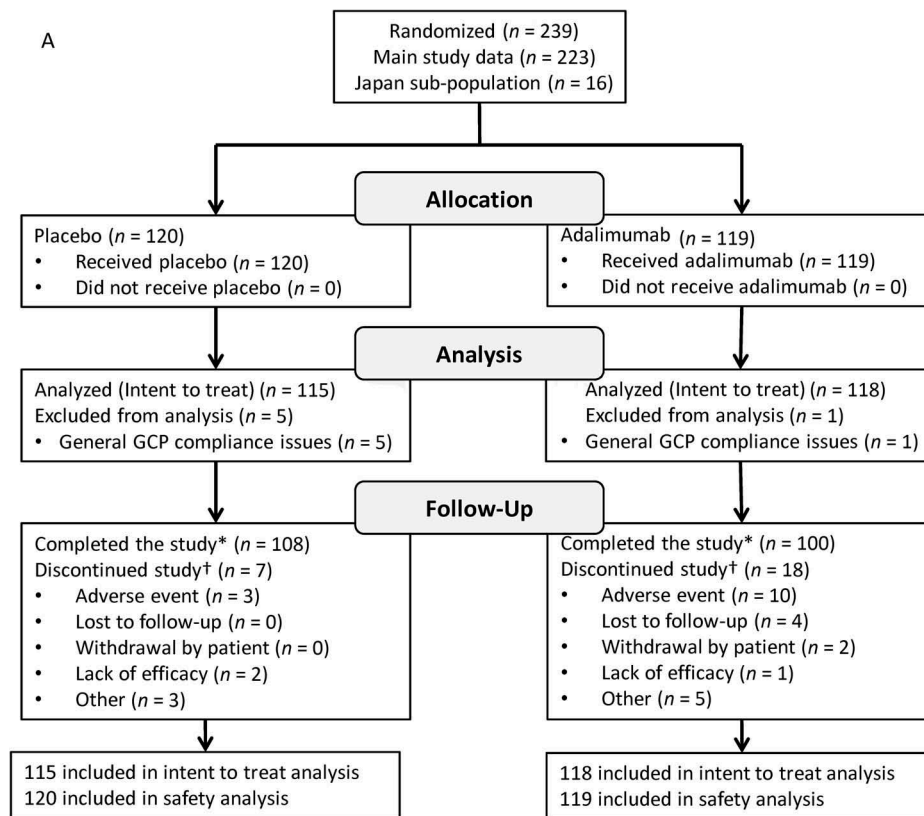 A
Randomized (n = 239)
Main study data (n = 223)
Japan sub-population (n = 16)
Allocation
Placebo (n = 120)
• Received placebo (n = 120)
• Did not receive placebo (n = 0)
Adalimumab (n = 119)
• Received adalimumab (n = 119)
• Did not receive adalimumab (n = 0)
Analysis
Analyzed (Intent to treat) (n = 115)
Excluded from analysis (n = 5)
• General GCP compliance issues (n = 5)
Analyzed (Intent to treat) (n = 118)
Excluded from analysis (n = 1)
• General GCP compliance issues (n = 1)
Follow-Up
Completed the study* (n = 108)
Discontinued study† (n = 7)
• Adverse event (n = 3)
• Lost to follow-up (n = 0)
• Withdrawal by patient (n = 0)
• Lack of efficacy (n = 2)
• Other (n = 3)
Completed the study* (n = 100)
Discontinued study† (n = 18)
• Adverse event (n = 10)
• Lost to follow-up (n = 4)
• Withdrawal by patient (n = 2)
• Lack of efficacy (n = 1)
• Other (n = 5)
115 included in intent to treat analysis
120 included in safety analysis
118 included in intent to treat analysis
119 included in safety analysis